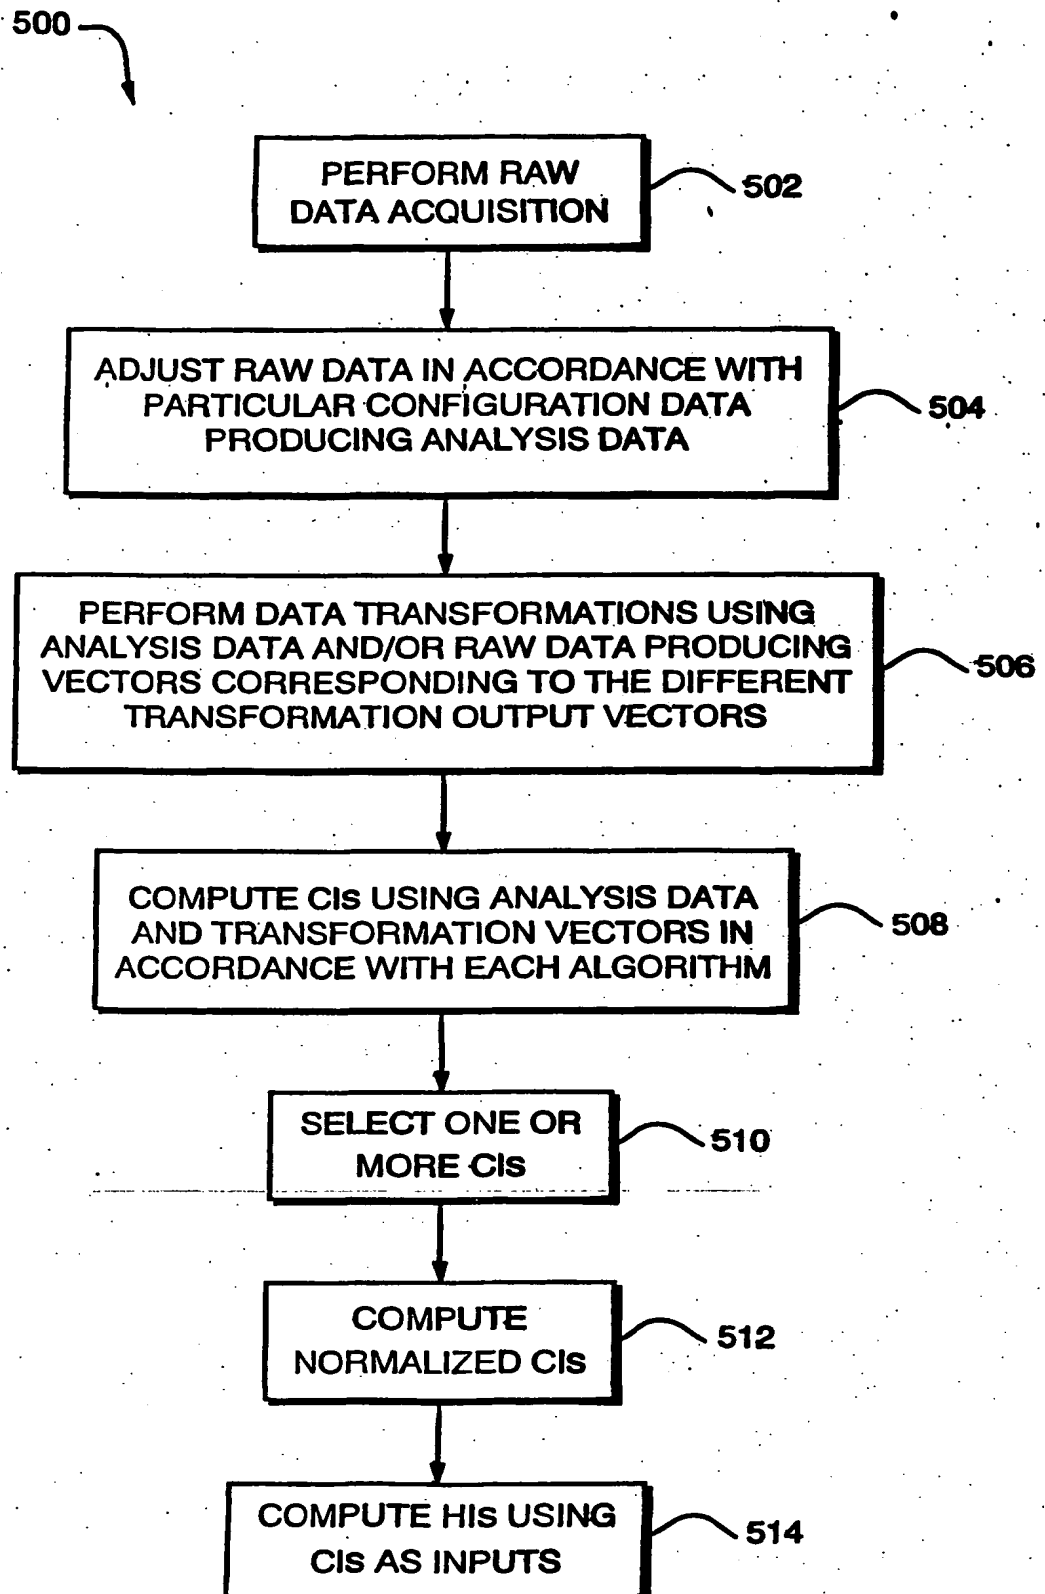 500
PERFORM RAW
DATA ACQUISITION
502
ADJUST RAW DATA IN ACCORDANCE WITH
PARTICULAR CONFIGURATION DATA
PRODUCING ANALYSIS DATA
504
PERFORM DATA TRANSFORMATIONS USING
ANALYSIS DATA AND/OR RAW DATA PRODUCING
VECTORS CORRESPONDING TO THE DIFFERENT
TRANSFORMATION OUTPUT VECTORS
506
COMPUTE CIs USING ANALYSIS DATA
AND TRANSFORMATION VECTORS IN
ACCORDANCE WITH EACH ALGORITHM
508
SELECT ONE OR
MORE CIs
510
COMPUTE
NORMALIZED CIs
512
COMPUTE HIs USING
CIs AS INPUTS
514